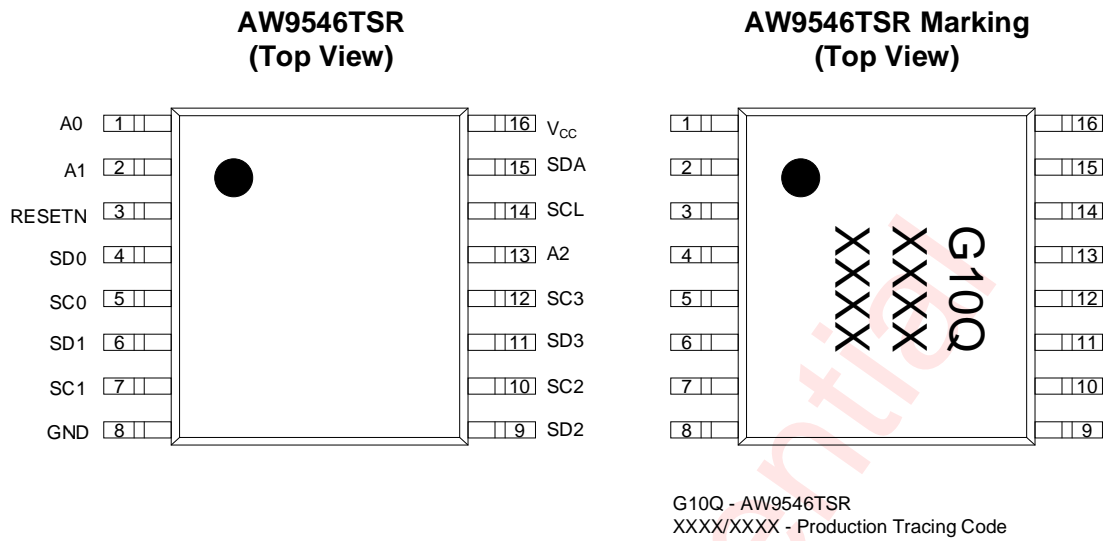 AW9546TSR
(Top View)
A0 1
A1 2
RESETN 3
SD0 4
SC0 5
SD1 6
SC1 7
GND 8
16 VCC
15 SDA
14 SCL
13 A2
12 SC3
11 SD3
10 SC2
9 SD2
AW9546TSR Marking
(Top View)
1
2
3
4
5
6
7
8
G10Q
XXXX
XXXX
16
15
14
13
12
11
10
9
G10Q - AW9546TSR
XXXX/XXXX - Production Tracing Code